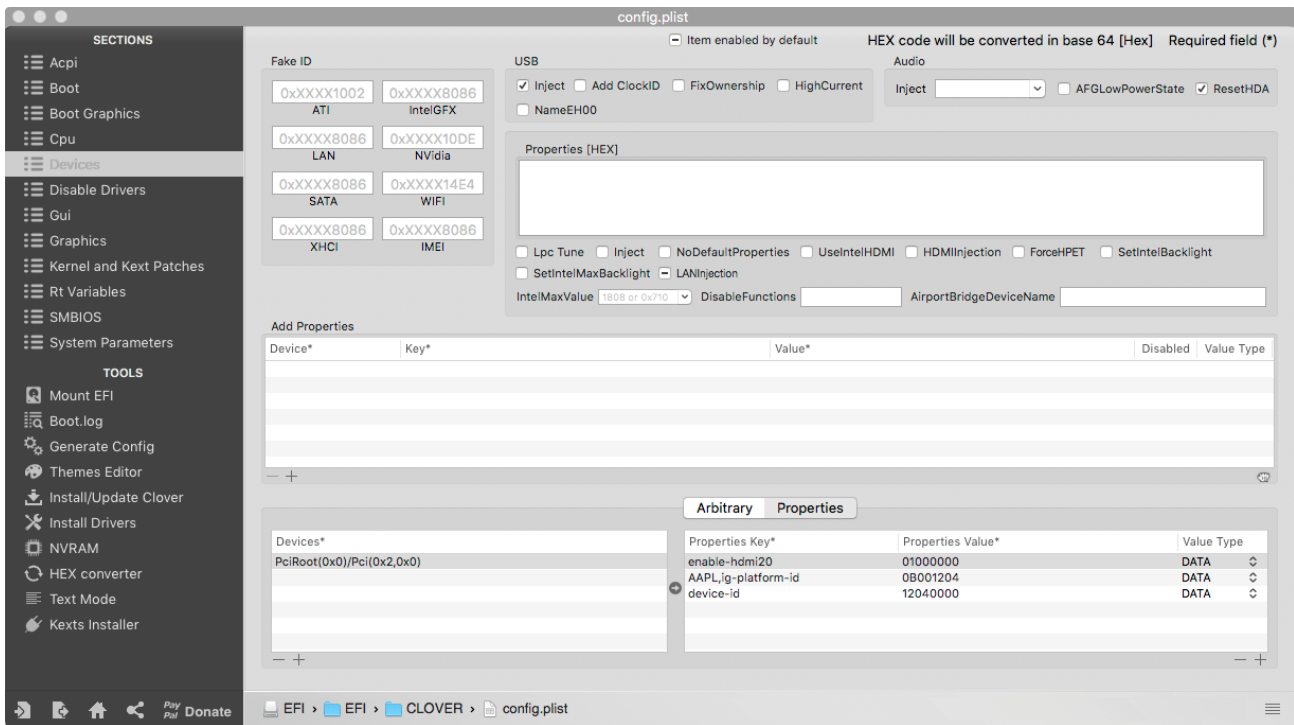 config.plist
SECTIONS
Acpi
Boot
Boot Graphics
Cpu
Devices
Disable Drivers
Gui
Graphics
Kernel and Kext Patches
Rt Variables
SMBIOS
System Parameters
TOOLS
Mount EFI
Boot.log
Generate Config
Themes Editor
Install/Update Clover
Install Drivers
NVRAM
HEX converter
Text Mode
Kexts Installer
Pay Pal Donate
Item enabled by default HEX code will be converted in base 64 [Hex] Required field (*)
Fake ID
0xXXXX1002 0xXXXX8086
ATI IntelGFX
0xXXXX8086 0xXXXX10DE
LAN NVidia
0xXXXX8086 0xXXXX14E4
SATA WIFI
0xXXXX8086 0xXXXX8086
XHCI IMEI
USB
Inject Add ClockID FixOwnership HighCurrent
NameEH00
Audio
Inject AFGLowPowerState ResetHDA
Properties [HEX]
Lpc Tune Inject NoDefaultProperties UseIntelHDMI HDMIInjection ForceHPET SetIntelBacklight
SetIntelMaxBacklight LANInjection
IntelMaxValue 1808 or 0x710 DisableFunctions AirportBridgeDeviceName
Add Properties
Device* Key* Value* Disabled Value Type
Arbitrary Properties
Devices*
PciRoot(0x0)/Pci(0x2,0x0)
Properties Key* Properties Value* Value Type
enable-hdmi20 01000000 DATA
AAPL,ig-platform-id 0B001204 DATA
device-id 12040000 DATA
EFI › EFI › CLOVER › config.plist